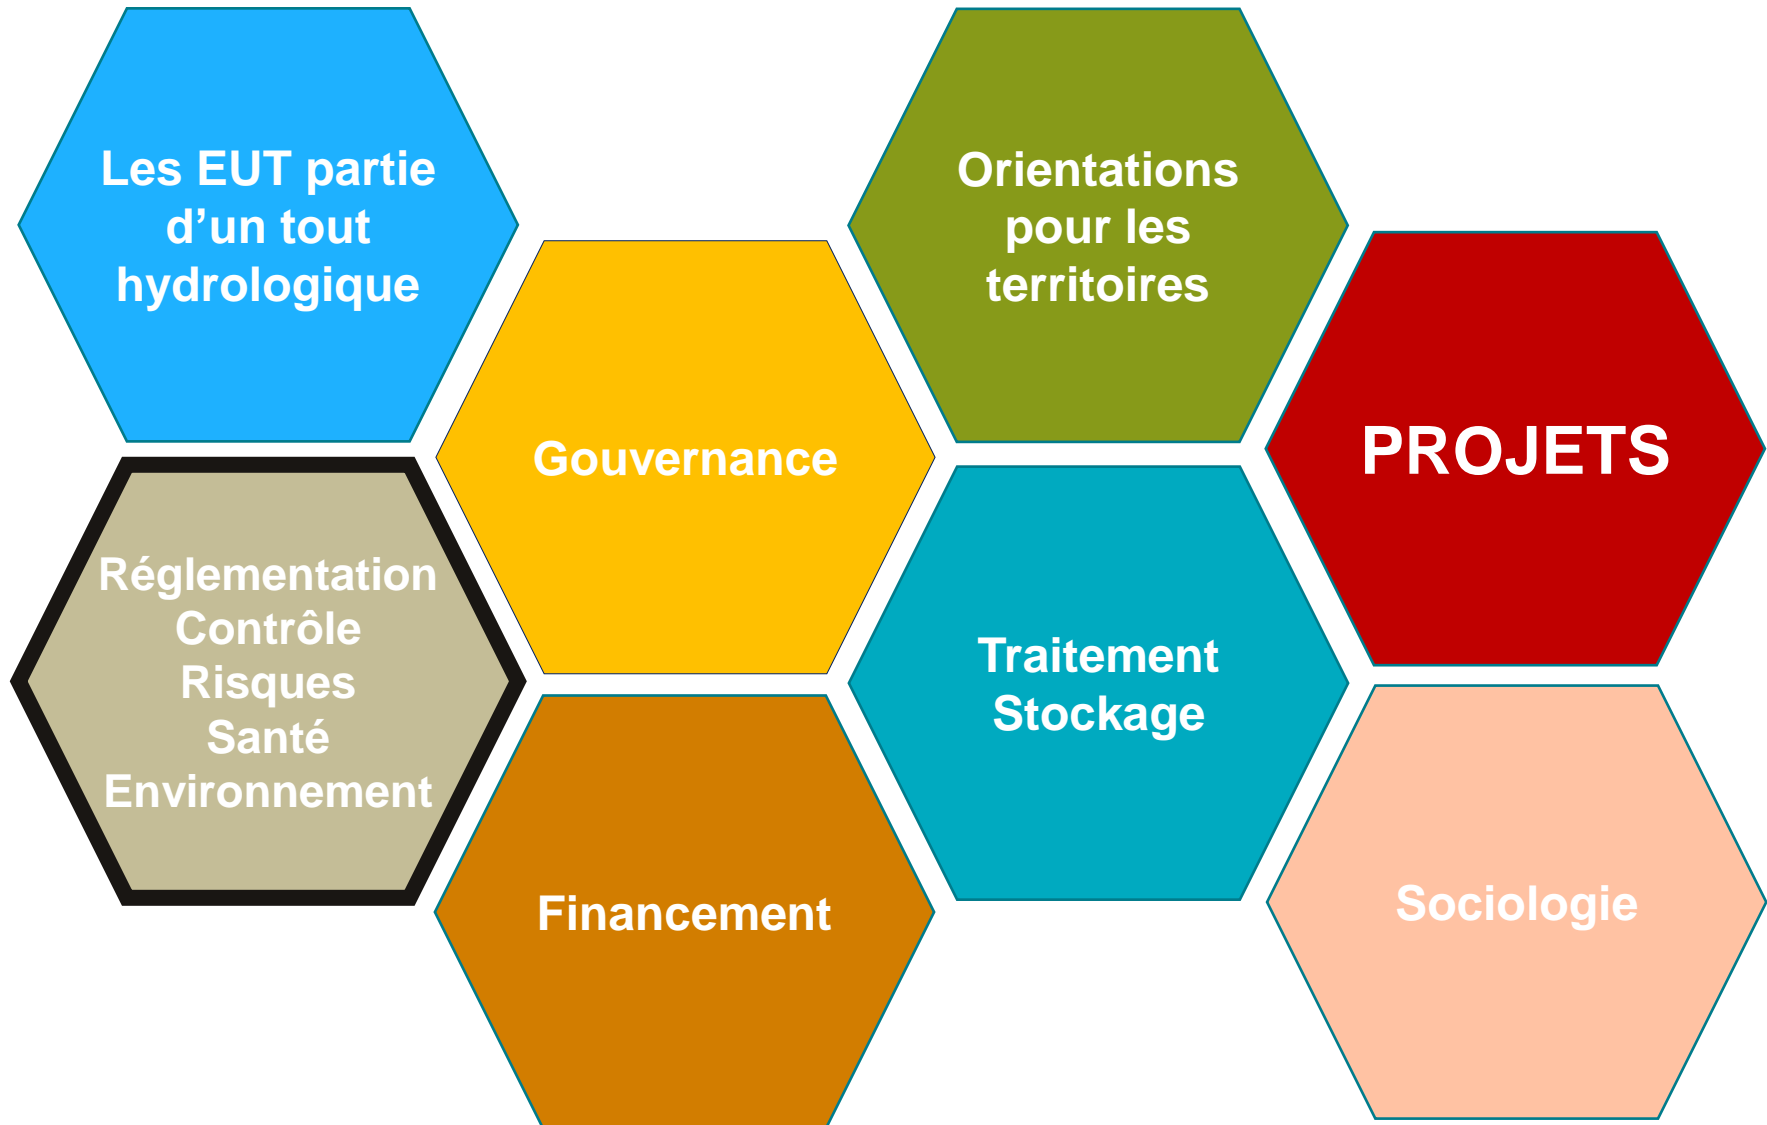 Les EUT partie
d’un tout
hydrologique
Orientations
pour les
territoires
Gouvernance
PROJETS
Réglementation
Contrôle
Risques
Santé
Environnement
Traitement
Stockage
Financement
Sociologie